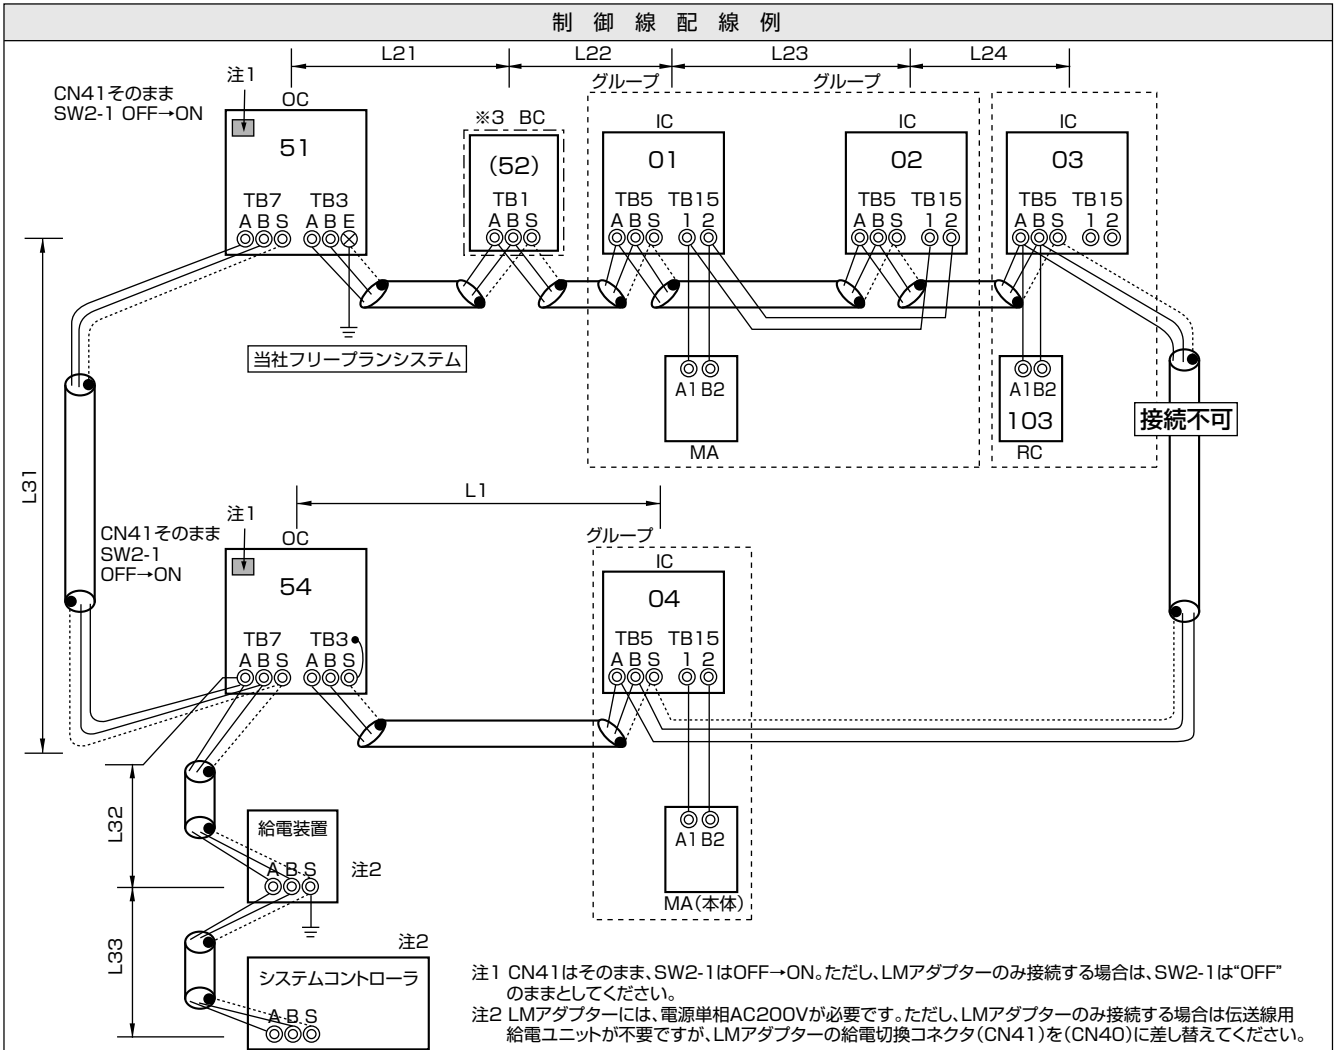 制御線配線例
L21 L22 L23 L24
CN41そのまま
SW2-1 OFF→ON
注1
OC
51
TB7 TB3
A B S A B E
当社フリープランシステム
※3 BC
(52)
TB1
A B S
グループ グループ
IC
01
TB5 TB15
A B S 1 2
IC
02
TB5 TB15
A B S 1 2
IC
03
TB5 TB15
A B S 1 2
A1 B2
MA
A1 B2
103
RC
接続不可
L31
L1
CN41そのまま
SW2-1
OFF→ON
注1
OC
54
TB7 TB3
A B S A B S
グループ
IC
04
TB5 TB15
A B S 1 2
A1 B2
MA(本体)
L32
給電装置
A B S
注2
L33
注2
システムコントローラ
A B S
注1 CN41はそのまま、SW2-1はOFF→ON。ただし、LMアダプターのみ接続する場合は、SW2-1は“OFF”
のままとしてください。
注2 LMアダプターには、電源単相AC200Vが必要です。ただし、LMアダプターのみ接続する場合は伝送線用
給電ユニットが不要ですが、LMアダプターの給電切換コネクタ(CN41)を(CN40)に差し替えてください。